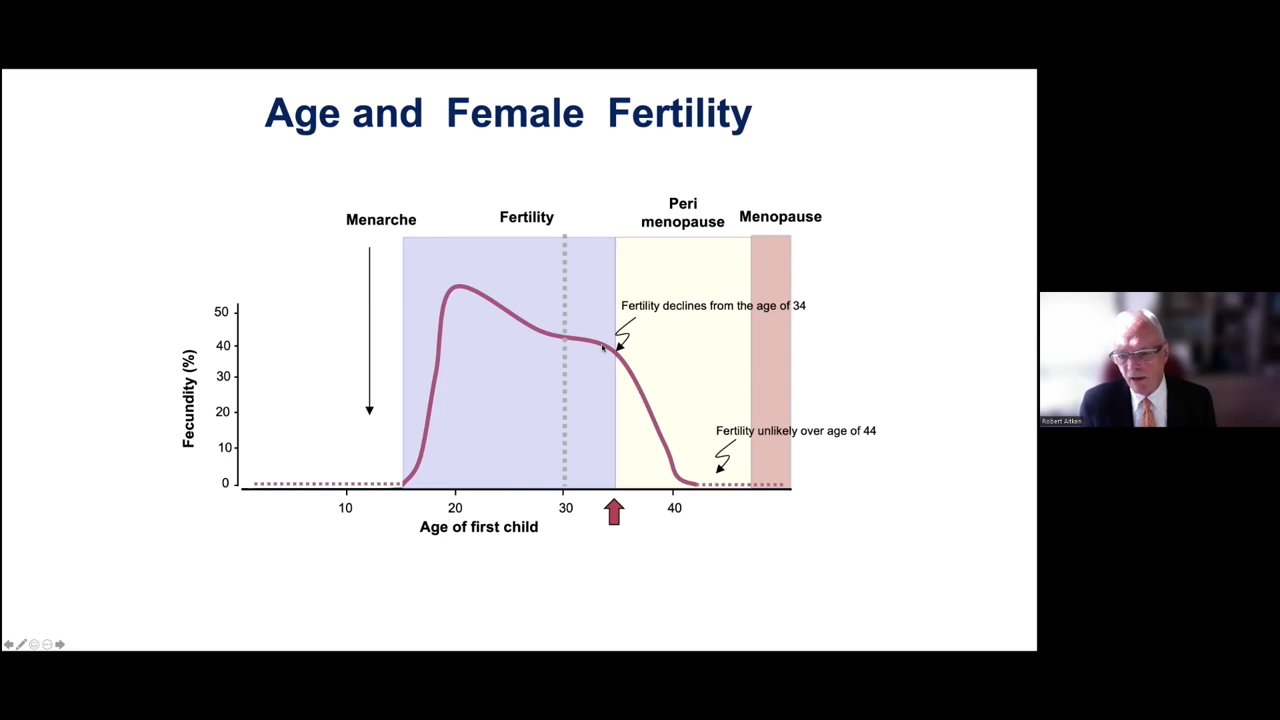 Age and Female Fertility
Menarche
Fertility
Peri
menopause
Menopause
Fertility declines from the age of 34
Fertility unlikely over age of 44
Fecundity (%)
50
40
30
20
10
0
10
20
30
40
Age of first child
Robert Aitken